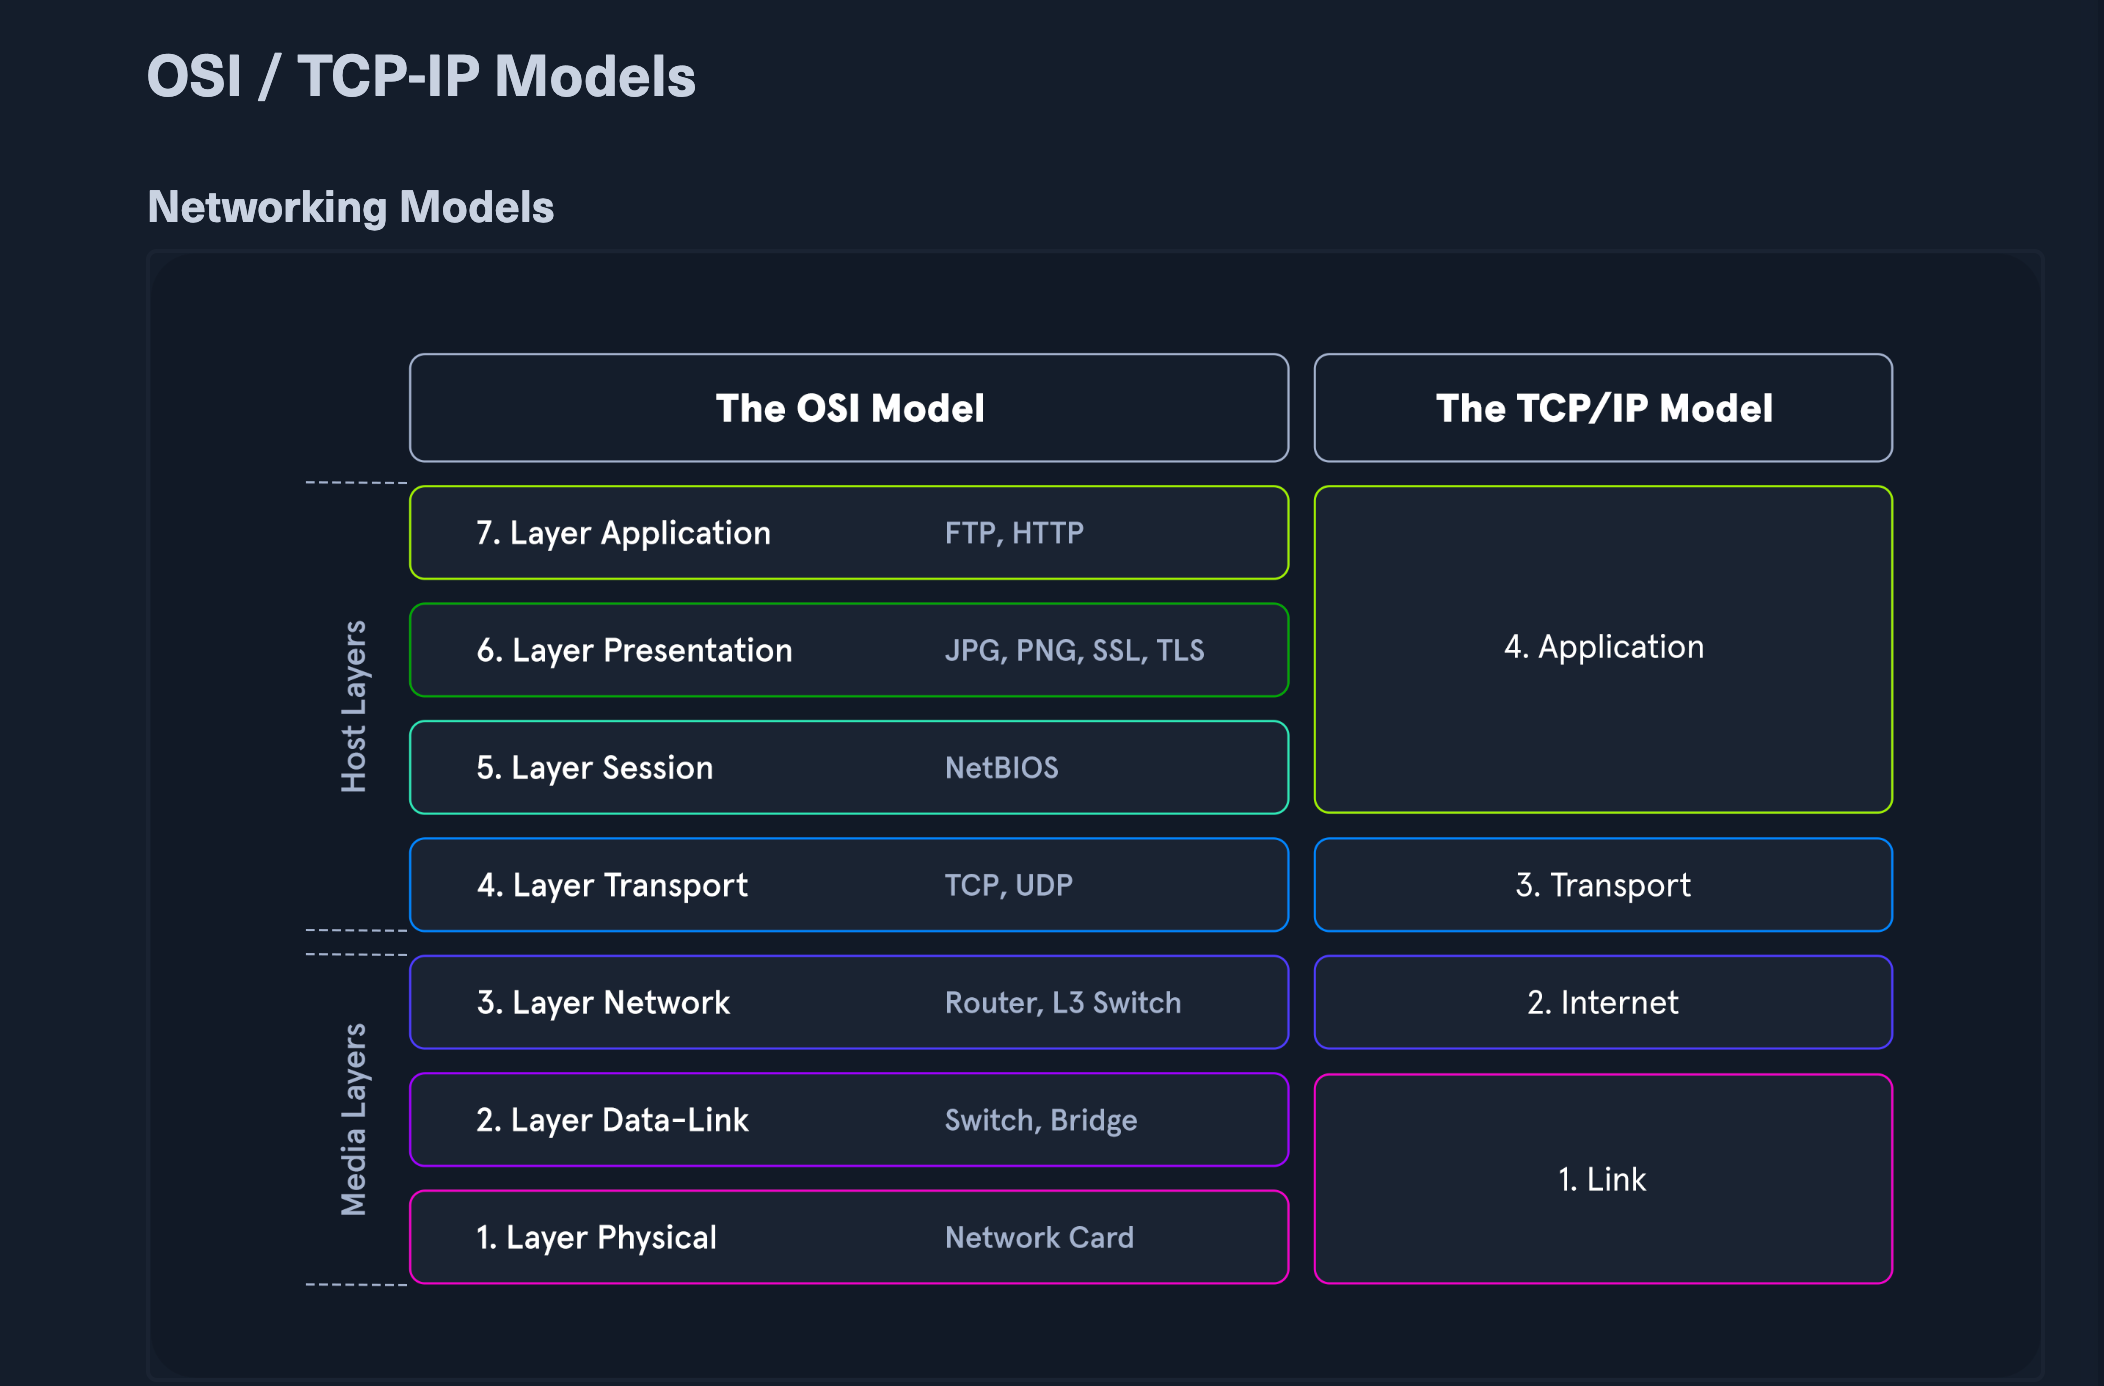 OSI / TCP-IP Models
Networking Models
The OSI Model
The TCP/IP Model
Host Layers
7. Layer Application
FTP, HTTP
6. Layer Presentation
JPG, PNG, SSL, TLS
5. Layer Session
NetBIOS
4. Layer Transport
TCP, UDP
Media Layers
3. Layer Network
Router, L3 Switch
2. Layer Data-Link
Switch, Bridge
1. Layer Physical
Network Card
4. Application
3. Transport
2. Internet
1. Link